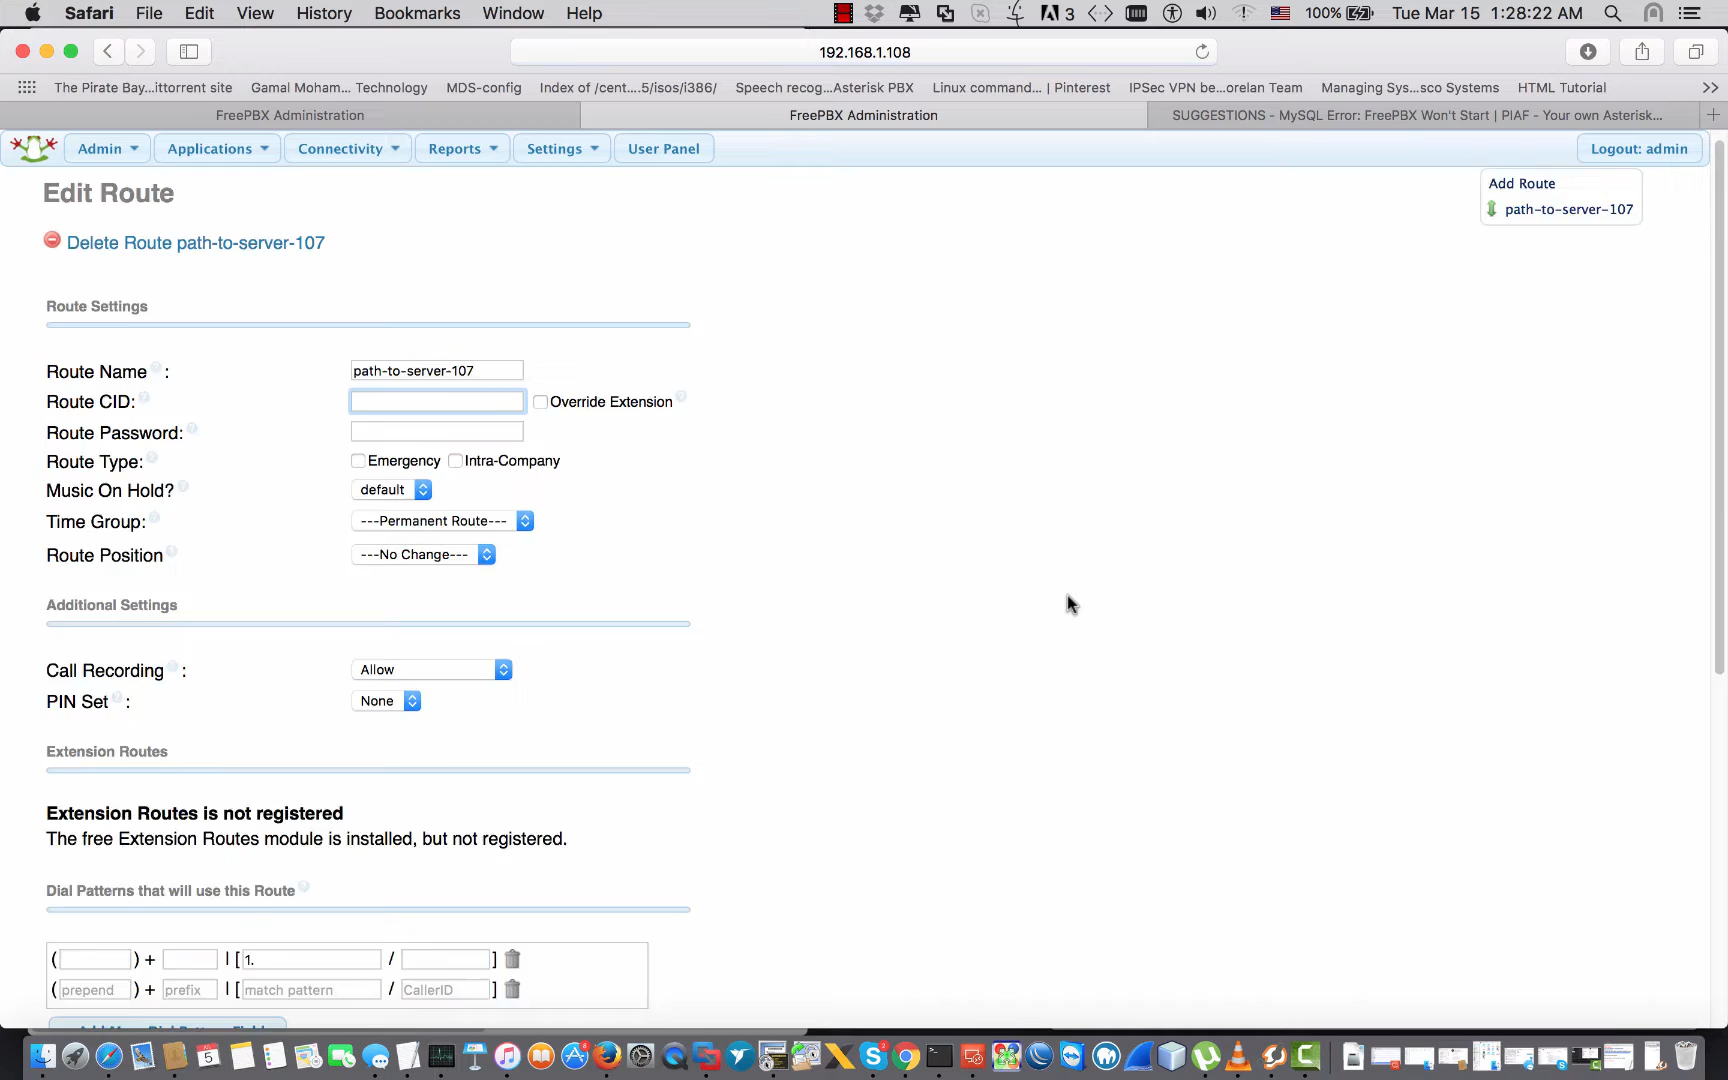 Safari File Edit View History Bookmarks Window Help 3 100% Tue Mar 15 1:28:22 AM
192.168.1.108
The Pirate Bay...ittorrent site Gamal Moham... Technology MDS-config Index of /cent....5/isos/i386/ Speech recog...Asterisk PBX Linux command... | Pinterest IPSec VPN be...orelan Team Managing Sys...sco Systems HTML Tutorial >>
FreePBX Administration FreePBX Administration SUGGESTIONS - MySQL Error: FreePBX Won't Start | PIAF - Your own Asterisk... +
Admin Applications Connectivity Reports Settings User Panel Logout: admin
Edit Route
Add Route
path-to-server-107
Delete Route path-to-server-107
Route Settings
Route Name ? : path-to-server-107
Route CID: ? Override Extension ?
Route Password: ?
Route Type: ? Emergency Intra-Company
Music On Hold? ? default
Time Group: ? ---Permanent Route---
Route Position ? ---No Change---
Additional Settings
Call Recording ? : Allow
PIN Set ? : None
Extension Routes
Extension Routes is not registered
The free Extension Routes module is installed, but not registered.
Dial Patterns that will use this Route ?
( ) + | [ 1. / ]
( prepend ) + prefix | [ match pattern / CallerID ]